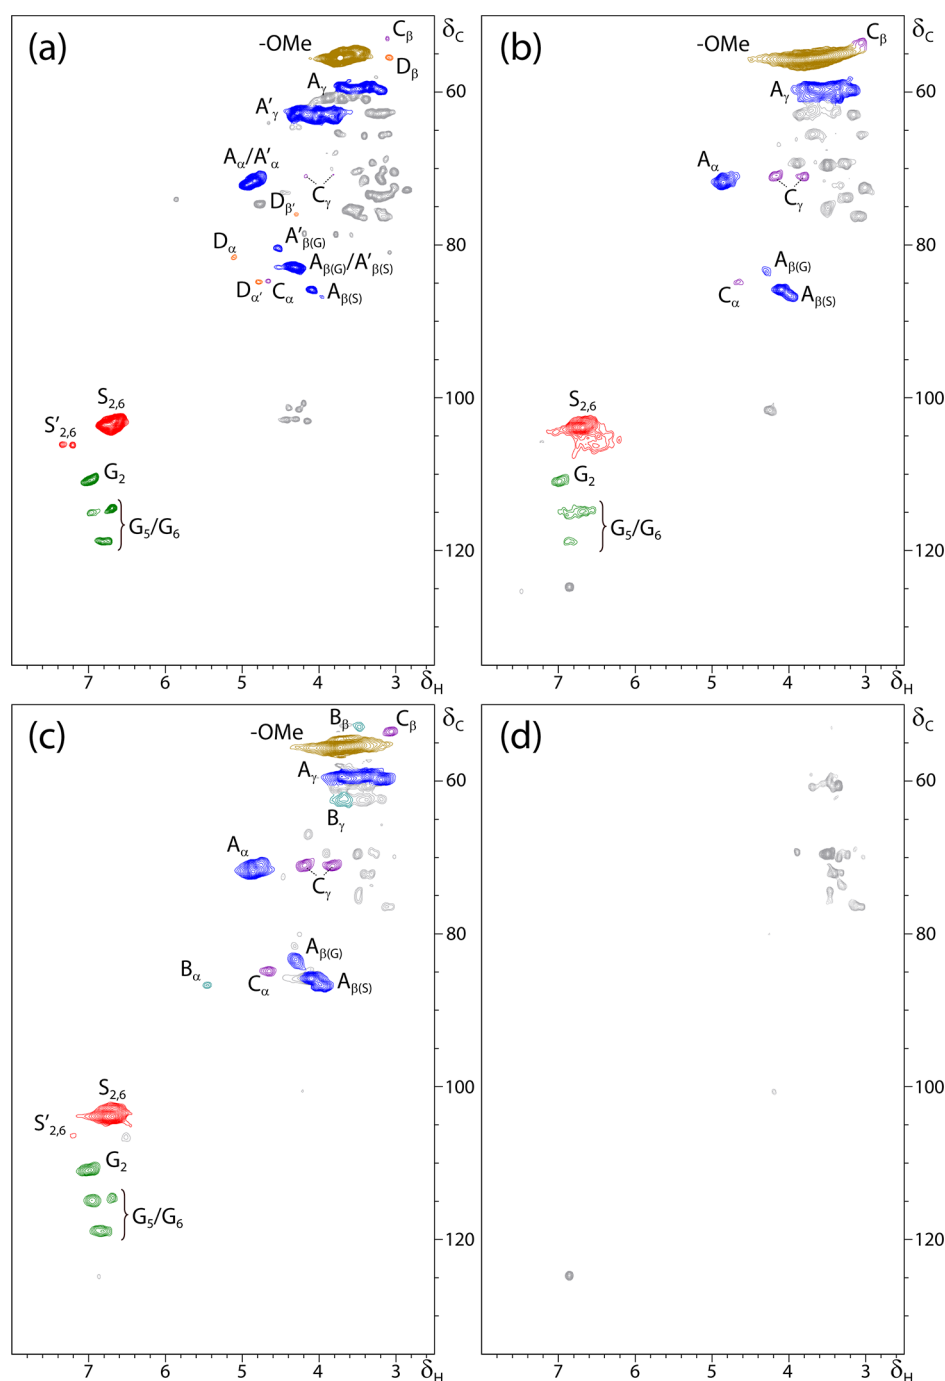 (a)
δC
Cβ
-OMe
Dβ
Aγ
60
A′γ
Aα/A′α
Cγ
Dβ′
A′β(G)
80
Dα
Aβ(G)/A′β(S)
Dα′ Cα Aβ(S)
100
S2,6
S′2,6
G2
G5/G6
120
7 6 5 4 3 δH
(b)
δC
Cβ
-OMe
60
Aγ
Aα
Cγ
80
Aβ(G)
Cα Aβ(S)
100
S2,6
G2
G5/G6
120
7 6 5 4 3 δH
(c)
δC
Bβ Cβ
-OMe
Aγ
60
Bγ
Aα
Cγ
80
Aβ(G)
Bα Cα Aβ(S)
100
S2,6
S′2,6
G2
G5/G6
120
7 6 5 4 3 δH
(d)
δC
60
80
100
120
7 6 5 4 3 δH